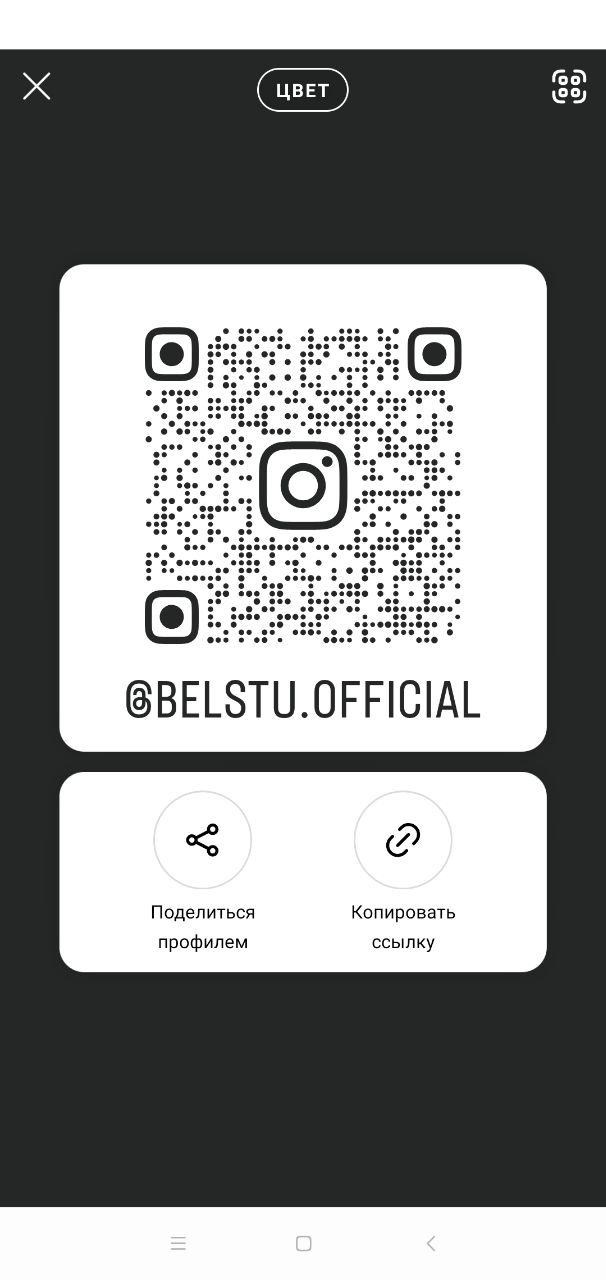 ЦВЕТ
@BELSTU.OFFICIAL
Поделиться Копировать
профилем ссылку